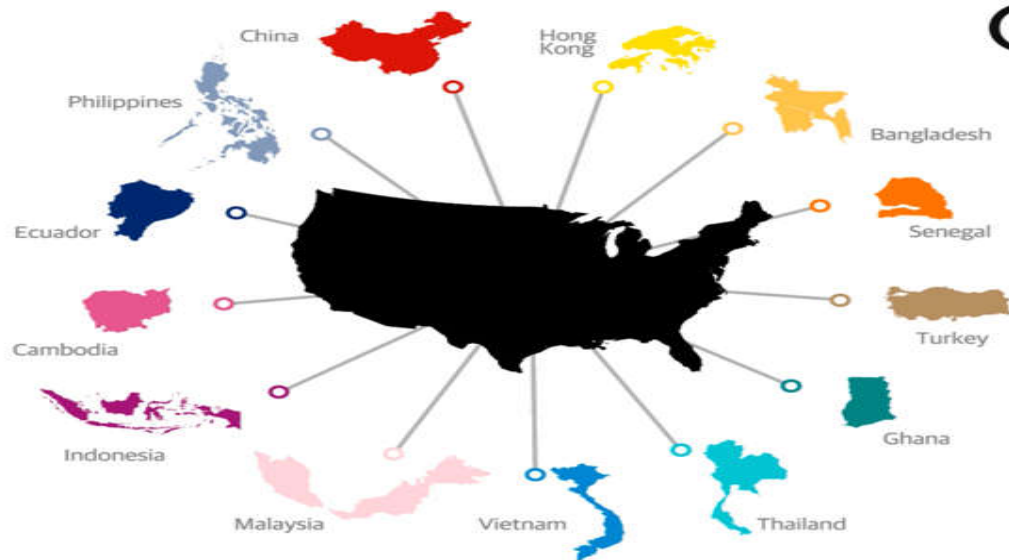 China
Hong
Kong
Philippines
Bangladesh
Ecuador
Senegal
Cambodia
Turkey
Indonesia
Ghana
Malaysia
Vietnam
Thailand